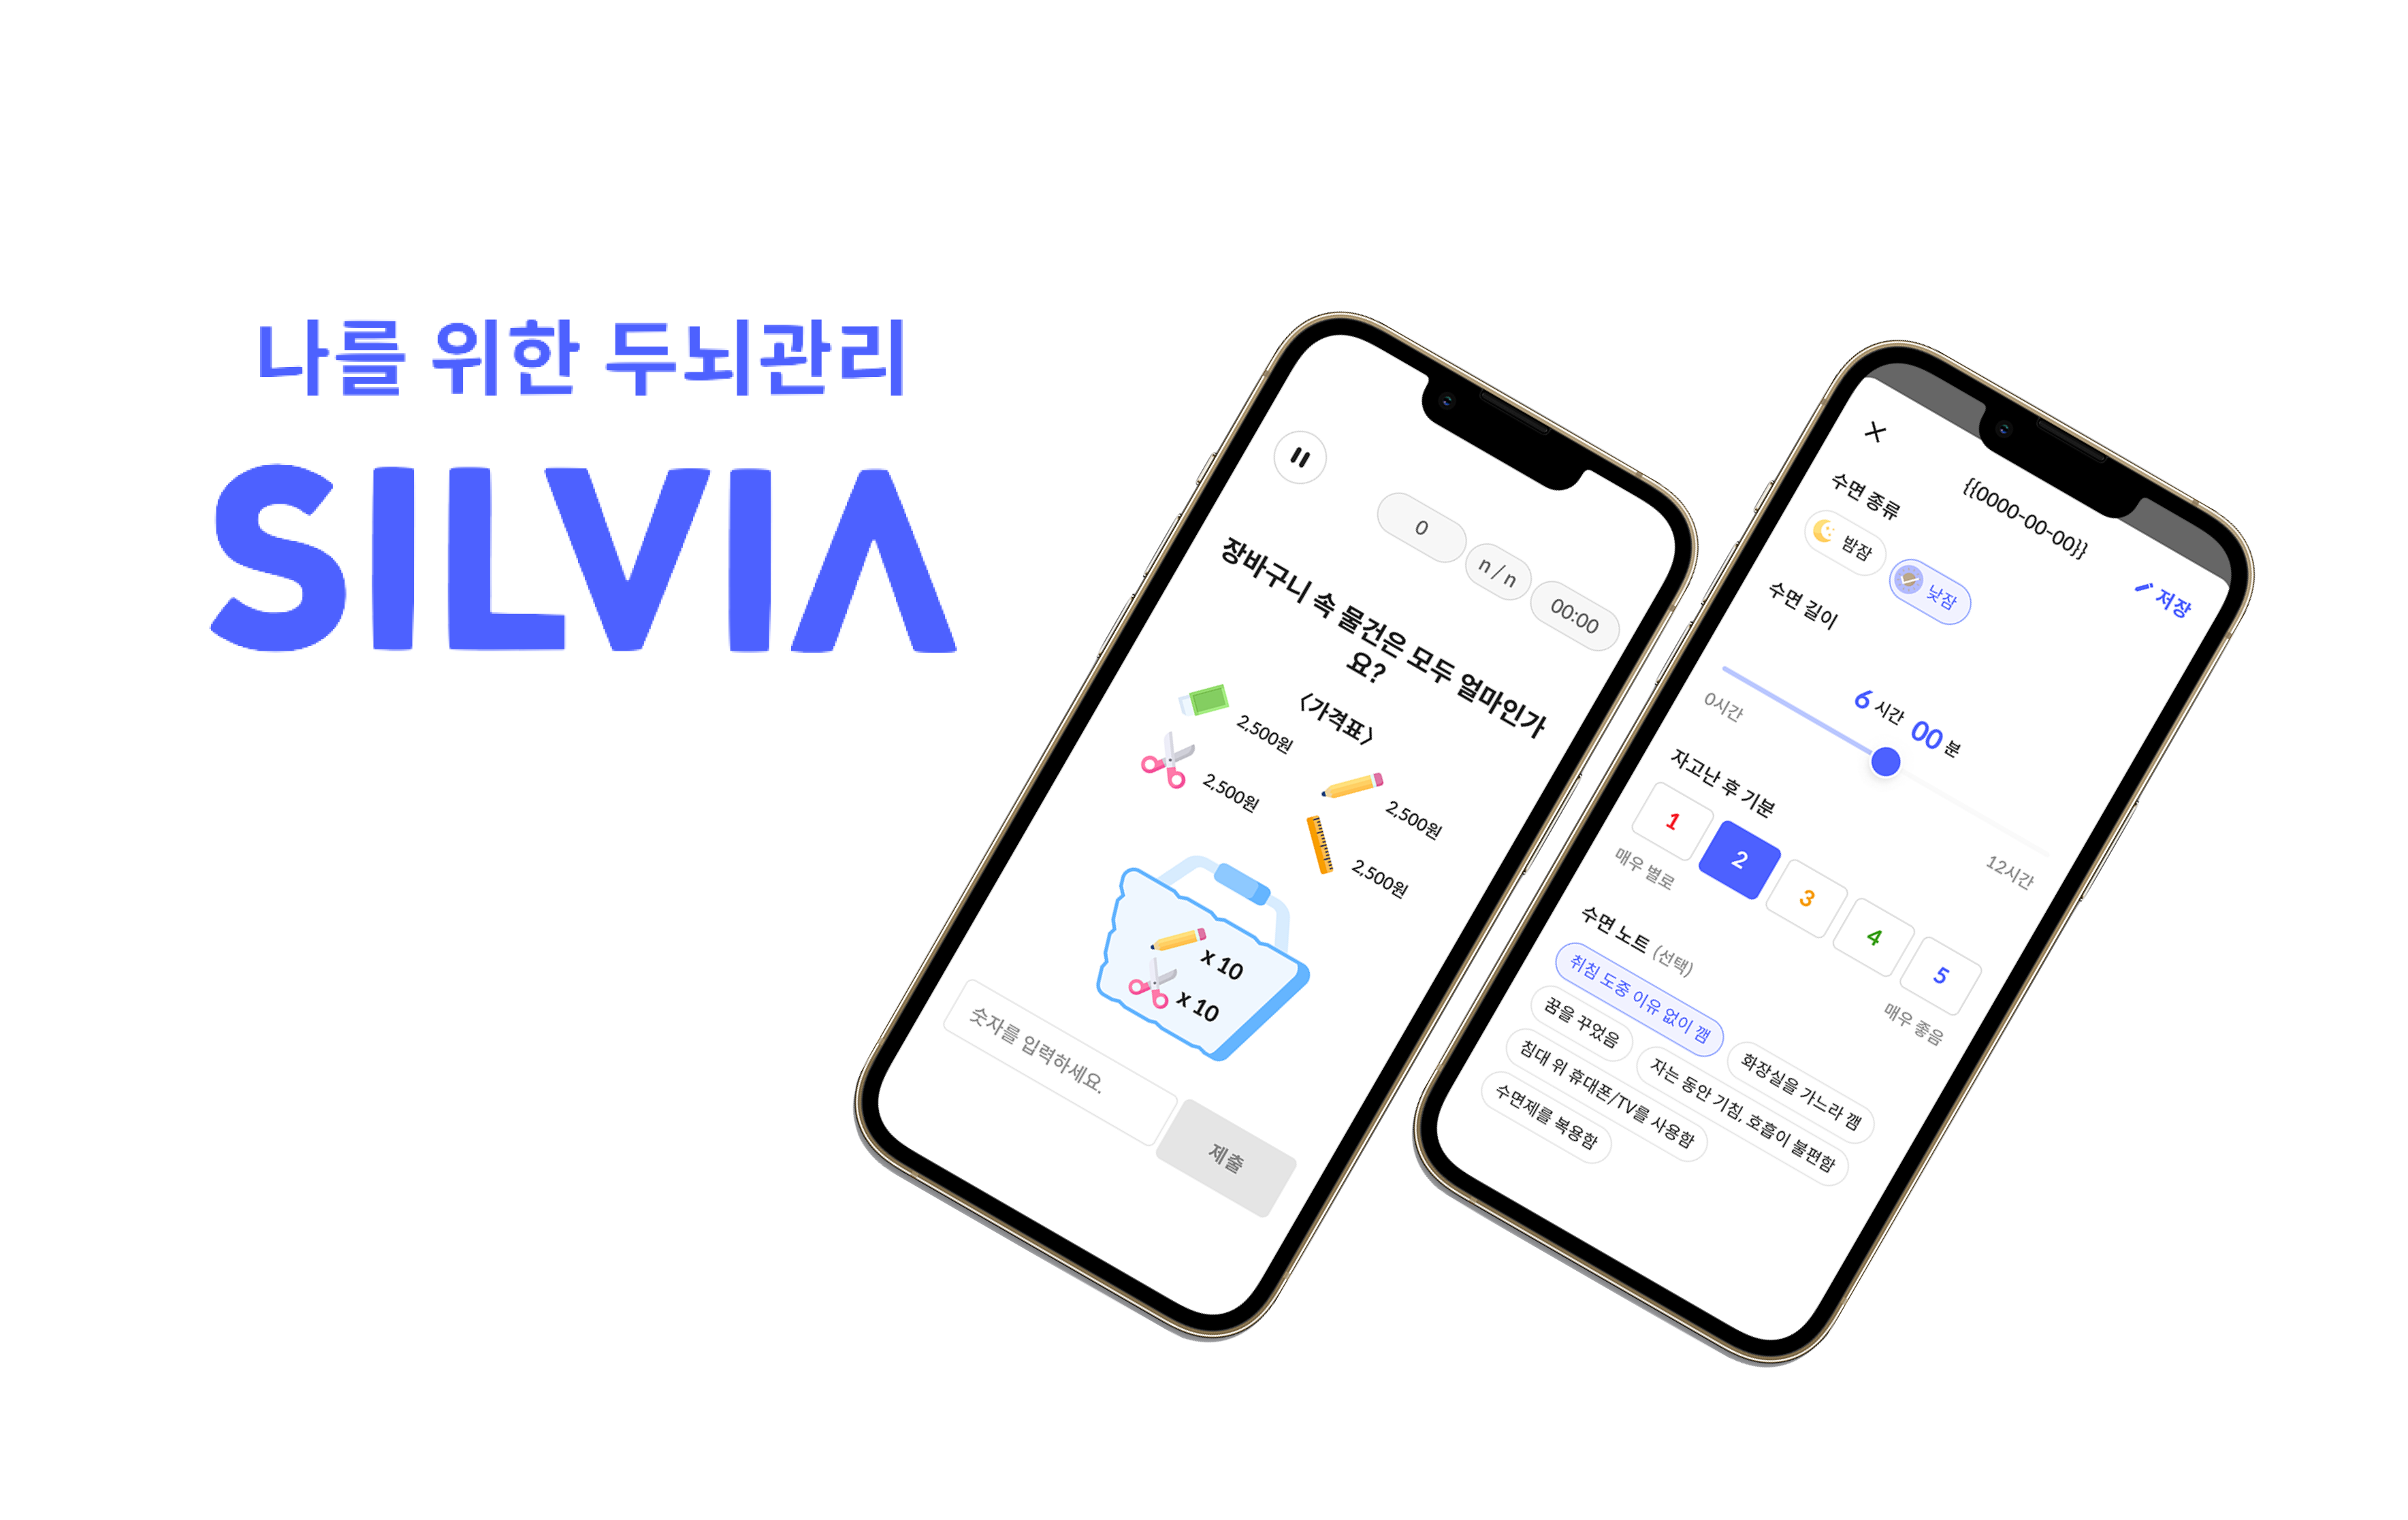 나를 위한 두뇌관리
SILVIA
0
n / n
00:00
장바구니 속 물건은 모두 얼마인가
요?
<가격표>
2,500원
2,500원
2,500원
2,500원
x 10
x 10
숫자를 입력하세요.
제출
{{0000-00-00}}
저장
수면 종류
밤잠
낮잠
수면 길이
6 시간 00 분
0시간
12시간
자고난 후 기분
1
2
3
4
5
매우 별로
매우 좋음
수면 노트 (선택)
취침 도중 이유 없이 깸
화장실을 가느라 깸
꿈을 꾸었음
자는 동안 기침, 호흡이 불편함
침대 위 휴대폰/TV를 사용함
수면제를 복용함